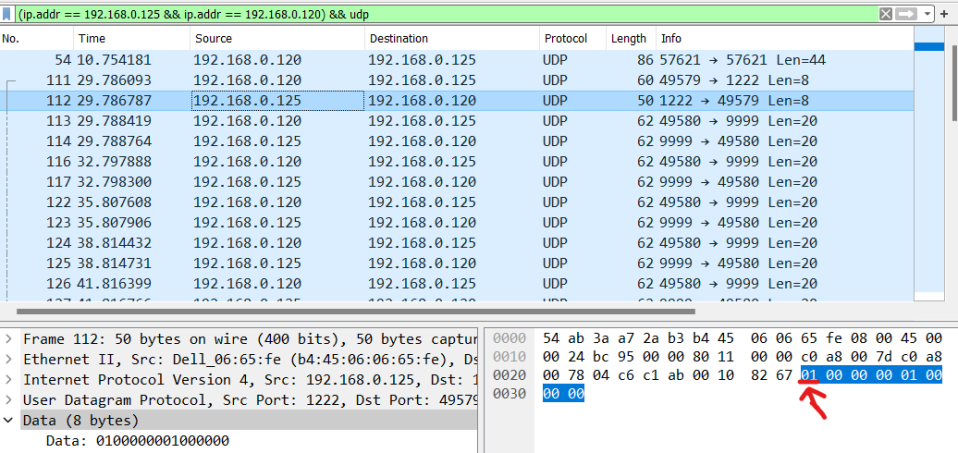 (ip.addr == 192.168.0.125 && ip.addr == 192.168.0.120) && udp
No. Time Source Destination Protocol Length Info
54 10.754181 192.168.0.120 192.168.0.125 UDP 86 57621 → 57621 Len=44
111 29.786093 192.168.0.120 192.168.0.125 UDP 60 49579 → 1222 Len=8
112 29.786787 192.168.0.125 192.168.0.120 UDP 50 1222 → 49579 Len=8
113 29.788419 192.168.0.120 192.168.0.125 UDP 62 49580 → 9999 Len=20
114 29.788764 192.168.0.125 192.168.0.120 UDP 62 9999 → 49580 Len=20
116 32.797888 192.168.0.120 192.168.0.125 UDP 62 49580 → 9999 Len=20
117 32.798300 192.168.0.125 192.168.0.120 UDP 62 9999 → 49580 Len=20
122 35.807608 192.168.0.120 192.168.0.125 UDP 62 49580 → 9999 Len=20
123 35.807906 192.168.0.125 192.168.0.120 UDP 62 9999 → 49580 Len=20
124 38.814432 192.168.0.120 192.168.0.125 UDP 62 49580 → 9999 Len=20
125 38.814731 192.168.0.125 192.168.0.120 UDP 62 9999 → 49580 Len=20
126 41.816399 192.168.0.120 192.168.0.125 UDP 62 49580 → 9999 Len=20
Frame 112: 50 bytes on wire (400 bits), 50 bytes captur
Ethernet II, Src: Dell_06:65:fe (b4:45:06:06:65:fe), Ds
Internet Protocol Version 4, Src: 192.168.0.125, Dst: 1
User Datagram Protocol, Src Port: 1222, Dst Port: 49579
Data (8 bytes)
Data: 0100000001000000
0000 54 ab 3a a7 2a b3 b4 45 06 06 65 fe 08 00 45 00
0010 00 24 bc 95 00 00 80 11 00 00 c0 a8 00 7d c0 a8
0020 00 78 04 c6 c1 ab 00 10 82 67 01 00 00 00 01 00
0030 00 00